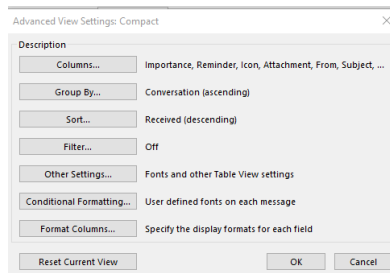 Advanced View Settings: Compact
Description
Columns... Importance, Reminder, Icon, Attachment, From, Subject, ...
Group By... Conversation (ascending)
Sort... Received (descending)
Filter... Off
Other Settings... Fonts and other Table View settings
Conditional Formatting... User defined fonts on each message
Format Columns... Specify the display formats for each field
Reset Current View OK Cancel